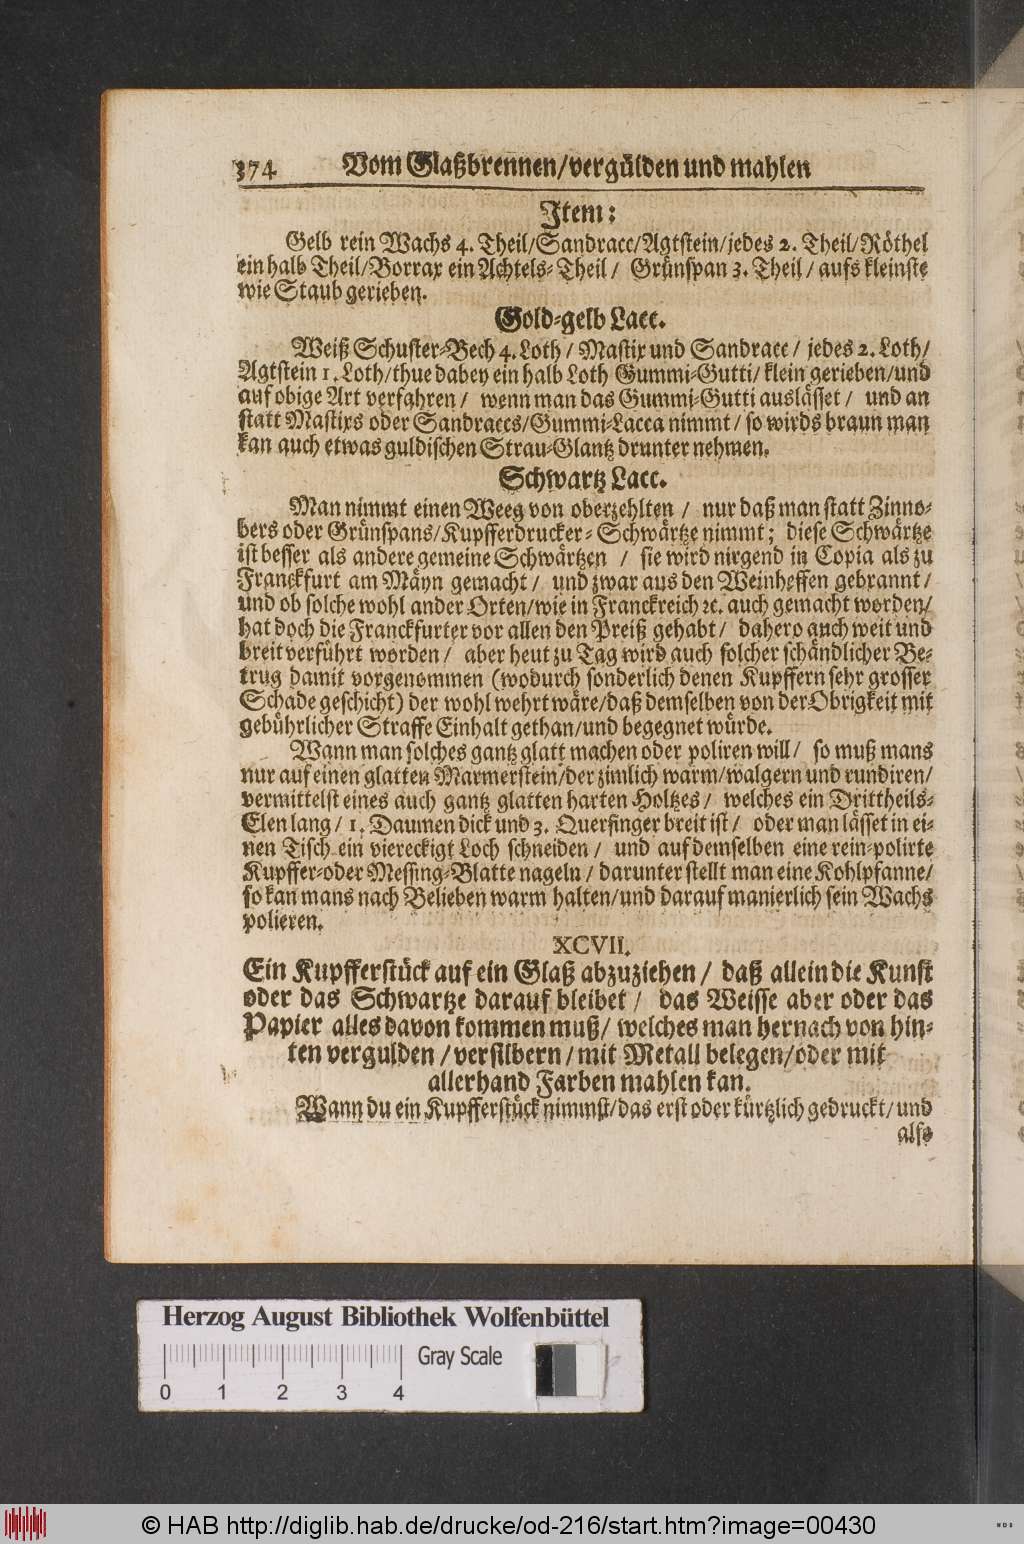 374 Vom Glaßbrennen/vergülden und mahlen
Item:
Gelb rein Wachs 4. Theil/Sandracc/Agtstein/jedes 2. Theil/Röthel
ein halb Theil/Borrax ein Achtels-Theil / Grünspan 3. Theil / aufs kleinste
wie Staub gerieben.
Gold-gelb Lacc.
Weiß Schuster-Bech 4. Loth / Mastix und Sandracc / jedes 2. Loth/
Agtstein 1. Loth/thue dabey ein halb Loth Gummi-Gutti/ klein gerieben/und
auf obige Art verfahren / wenn man das Gummi-Gutti auslässet / und an
statt Mastixs oder Sandraccs/Gummi-Lacca nimmt / so wirds braun man
kan auch etwas guldischen Strau-Glantz drunter nehmen.
Schwartz Lacc.
Man nimmt einen Weeg von oberzehlten / nur daß man statt Zinno-
bers oder Grünspans/Kupfferdrucker-Schwärtze nimmt; diese Schwärtze
ist besser als andere gemeine Schwärtzen / sie wird nirgend in Copia als zu
Franckfurt am Mäyn gemacht / und zwar aus den Weinheffen gebrannt /
und ob solche wohl ander Orten/wie in Franckreich ꝛc. auch gemacht worden/
hat doch die Franckfurter vor allen den Preiß gehabt / dahero auch weit und
breit verführt worden / aber heut zu Tag wird auch solcher schändlicher Be-
trug damit vorgenommen (wodurch sonderlich denen Kupffern sehr grosser
Schade geschicht) der wohl wehrt wäre/daß demselben von der Obrigkeit mit
gebührlicher Straffe Einhalt gethan/und begegnet würde.
Wann man solches gantz glatt machen oder poliren will / so muß mans
nur auf einen glatten Marmerstein/der zimlich warm/walgern und rundiren/
vermittelst eines auch gantz glatten harten Holtzes / welches ein Drittheils-
Elen lang / 1. Daumen dick und 3. Querfinger breit ist / oder man lässet in ei-
nen Tisch ein viereckigt Loch schneiden / und auf demselben eine rein-polirte
Kupffer-oder Messing-Blatte nageln / darunter stellt man eine Kohlpfanne/
so kan mans nach Belieben warm halten/und darauf manierlich sein Wachs
polieren.
XCVII.
Ein Kupfferstück auf ein Glaß abzuziehen / daß allein die Kunst
oder das Schwartze darauf bleibet / das Weisse aber oder das
Papier alles davon kommen muß/ welches man hernach von hin-
ten vergulden / versilbern / mit Metall belegen/oder mit
allerhand Farben mahlen kan.
Wann du ein Kupfferstück nimmst/das erst oder kürtzlich gedruckt/und
also
Herzog August Bibliothek Wolfenbüttel
Gray Scale
0 1 2 3 4
© HAB http://diglib.hab.de/drucke/od-216/start.htm?image=00430